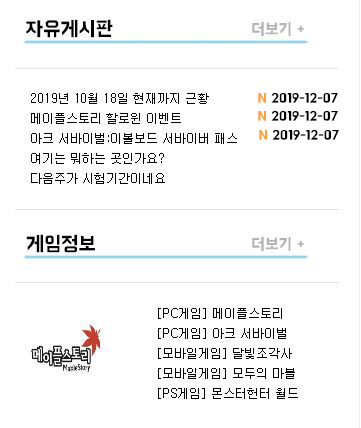 자유게시판 더보기 +
2019년 10월 18일 현재까지 근황 N 2019-12-07
메이플스토리 할로윈 이벤트 N 2019-12-07
아크 서바이벌:이볼보드 서바이버 패스 N 2019-12-07
여기는 뭐하는 곳인가요?
다음주가 시험기간이네요
게임정보 더보기 +
메이플스토리
MapleStory
[PC게임] 메이플스토리
[PC게임] 아크 서바이벌
[모바일게임] 달빛조각사
[모바일게임] 모두의 마블
[PS게임] 몬스터헌터 월드